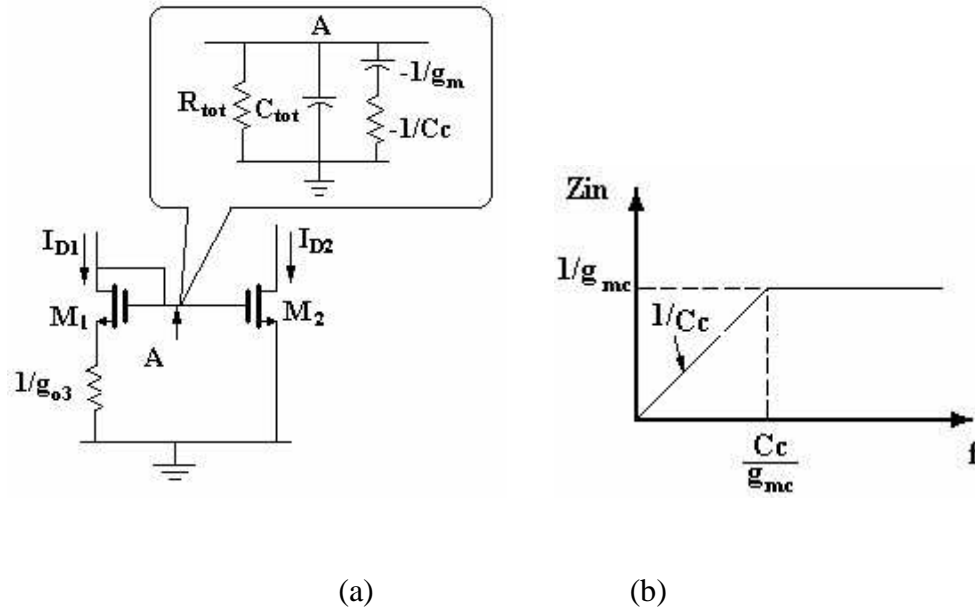 A
R_tot
C_tot
-1/g_m
-1/Cc
I_D1
I_D2
M_1
M_2
A
1/g_o3
Zin
1/g_mc
1/Cc
Cc
g_mc
f
(a) (b)